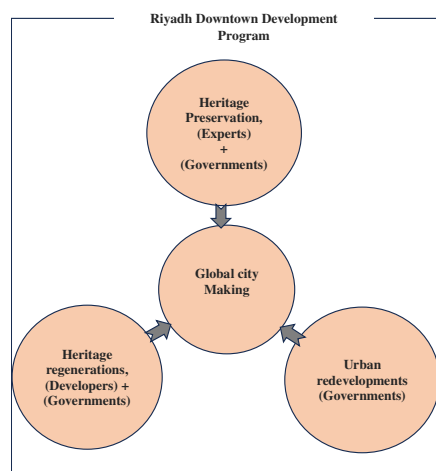 Riyadh Downtown Development
Program
Heritage
Preservation,
(Experts)
+
(Governments)
Global city
Making
Heritage
regenerations,
(Developers) +
(Governments)
Urban
redevelopments
(Governments)